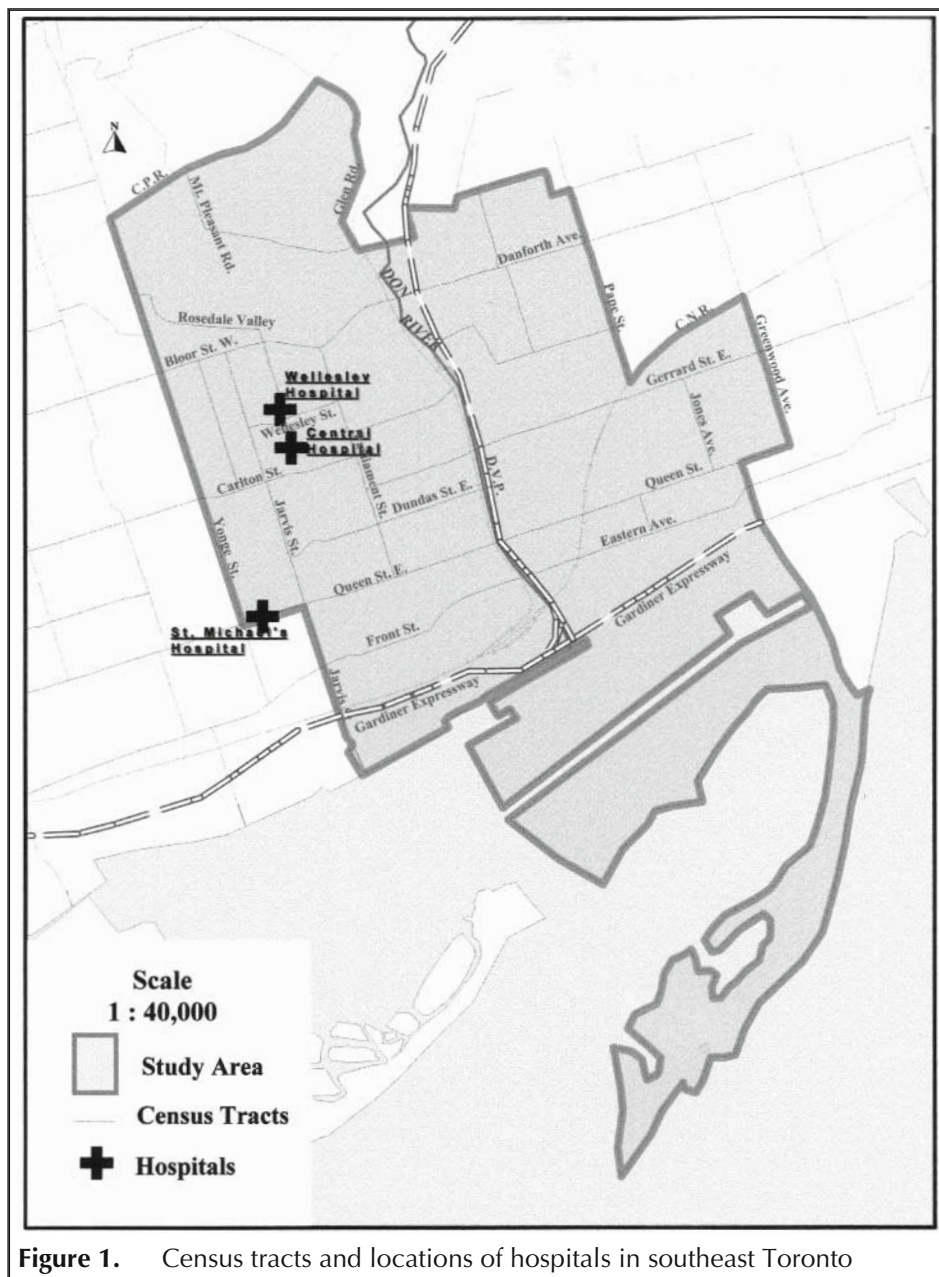 N
C.P.R.
Mt. Pleasant Rd.
Glen Rd.
DON
RIVER
Danforth Ave.
Pape St.
C.N.R.
Greenwood Ave.
Rosedale Valley
Bloor St. W.
Gerrard St. E.
Wellesley
Hospital
Wellesley St.
Central
Hospital
Jones Ave.
Carlton St.
D.V.P.
Queen St.
Dundas St. E.
Jarvis St.
Yonge St.
Eastern Ave.
Queen St. E.
Gardiner Expressway
St. Michael's
Hospital
Front St.
Jarvis
Gardiner Expressway
Scale
1 : 40,000
Study Area
Census Tracts
Hospitals
Figure 1. Census tracts and locations of hospitals in southeast Toronto